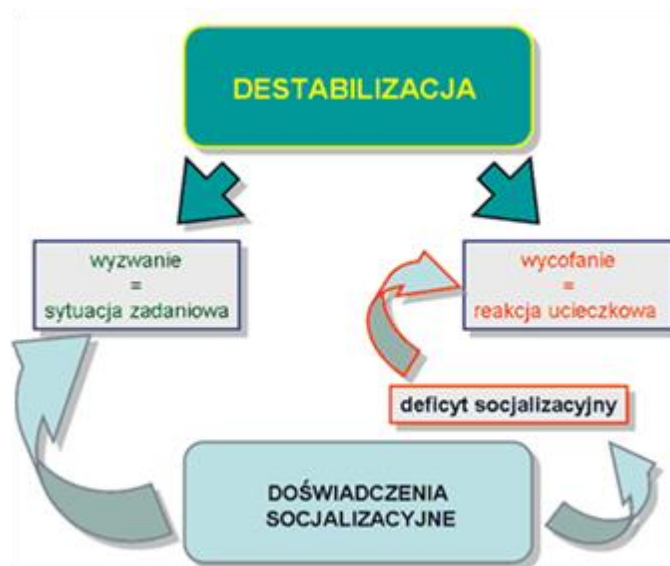 DESTABILIZACJA
wyzwanie
=
sytuacja zadaniowa
wycofanie
=
reakcja ucieczkowa
deficyt socjalizacyjny
DOŚWIADCZENIA
SOCJALIZACYJNE